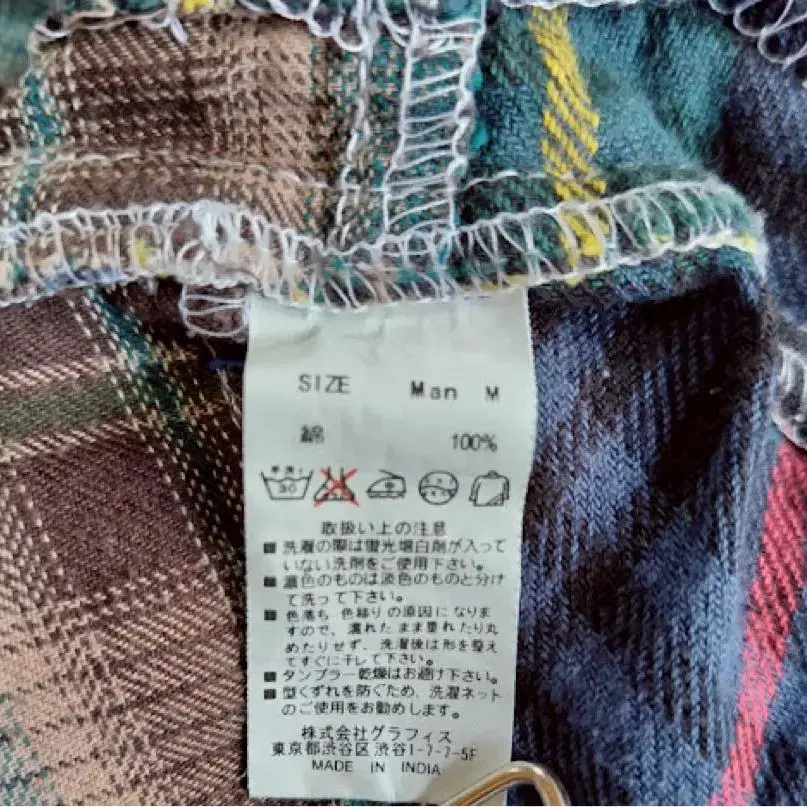 SIZE Man M
綿 100%
手洗イ
30
取扱い上の注意
■ 洗濯の際は蛍光増白剤が入って
いない洗剤をご使用下さい。
■ 濃色のものは淡色のものと分け
て洗って下さい。
■ 色落ち 色移りの原因になりま
すので、濡れたまま重ねたり丸
めたりせず、洗濯後は形を整え
てすぐに干して下さい。
■ タンブラー乾燥はお避け下さい。
■ 型くずれを防ぐため、洗濯ネット
のご使用をお勧めします。
株式会社グラフィス
東京都渋谷区渋谷1-7-7-5F
MADE IN INDIA